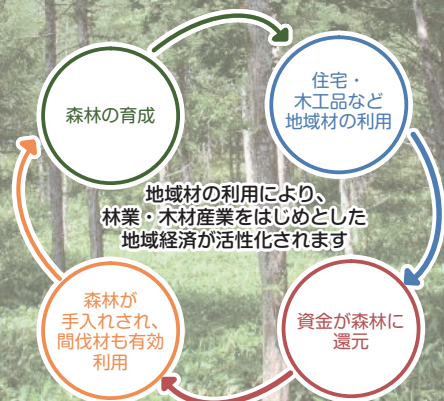 森林の育成
住宅・
木工品など
地域材の利用
地域材の利用により、
林業・木材産業をはじめとした
地域経済が活性化されます
資金が森林に
還元
森林が
手入れされ、
間伐材も有効
利用